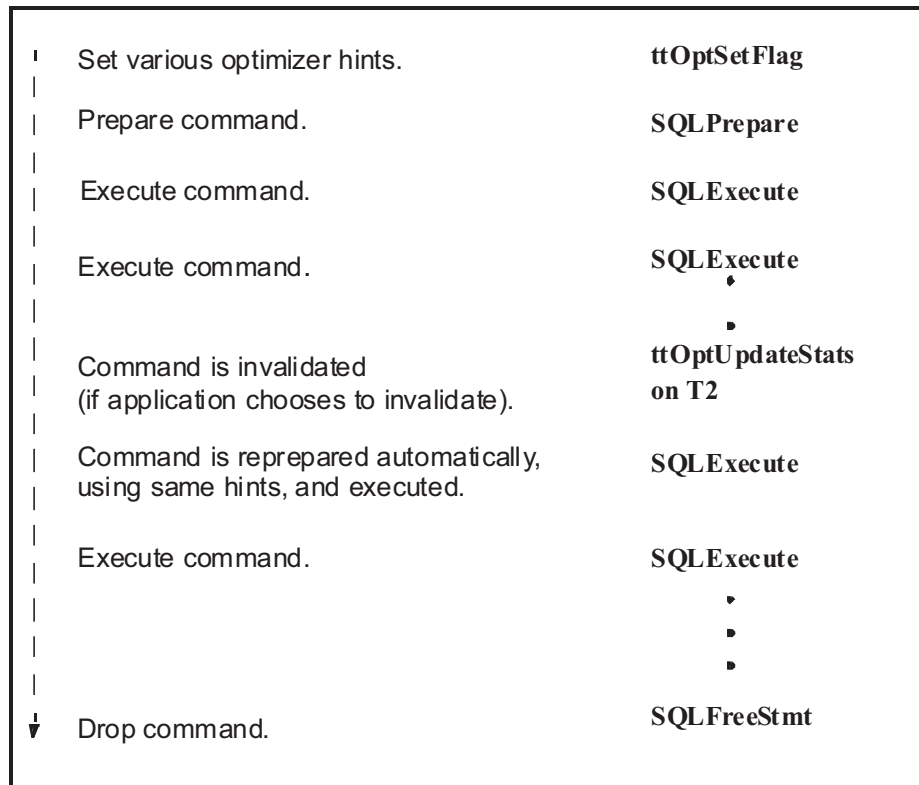 Set various optimizer hints. ttOptSetFlag
Prepare command. SQLPrepare
Execute command. SQLExecute
Execute command. SQLExecute
Command is invalidated
(if application chooses to invalidate).
ttOptUpdateStats
on T2
Command is reprepared automatically,
using same hints, and executed.
SQLExecute
Execute command. SQLExecute
Drop command. SQLFreeStmt